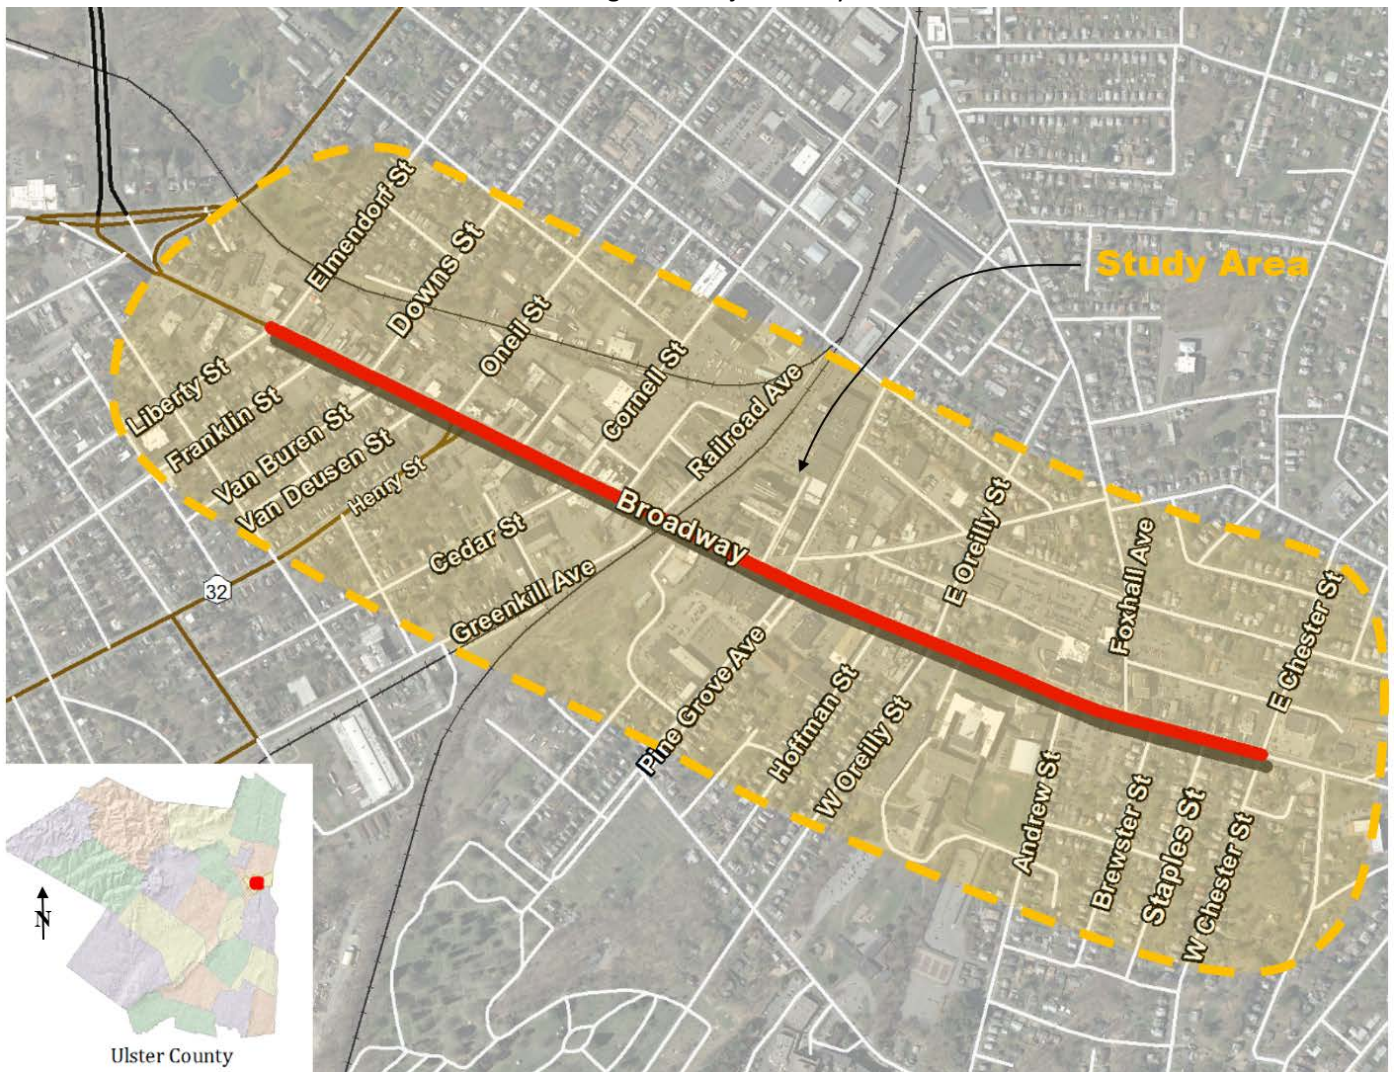 Elmendorf St
Downs St
Study Area
Oneil St
Liberty St
Cornell St
Railroad Ave
Franklin St
Van Buren St
Van Deusen St
Henry St
Broadway
E Oreilly St
Cedar St
Foxhall Ave
32
Greenkill Ave
E Chester St
Pine Grove Ave
Hoffman St
W Oreilly St
Andrew St
Brewster St
Staples St
W Chester St
N
Ulster County